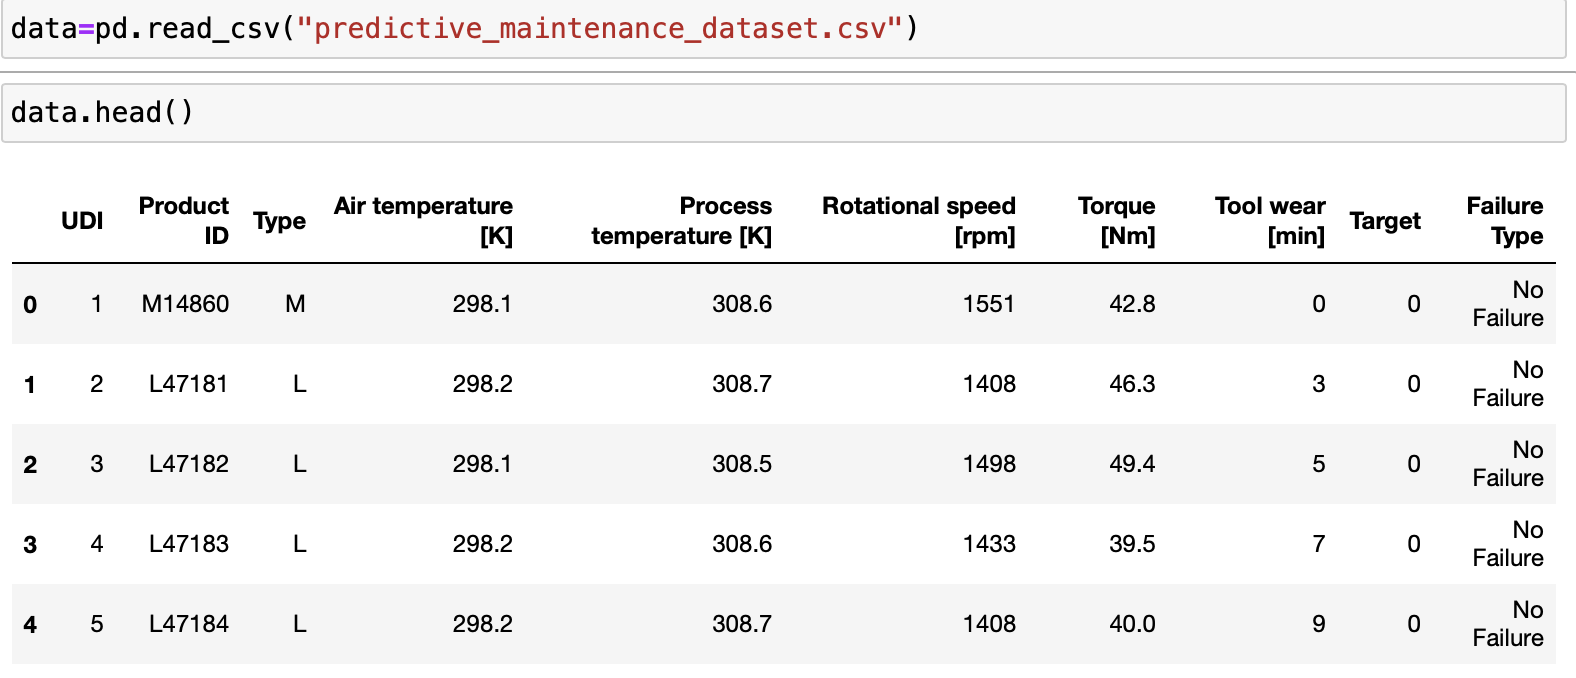 data=pd.read_csv("predictive_maintenance_dataset.csv")
data.head()
UDI Product ID Type Air temperature [K] Process temperature [K] Rotational speed [rpm] Torque [Nm] Tool wear [min] Target Failure Type
0 1 M14860 M 298.1 308.6 1551 42.8 0 0 No Failure
1 2 L47181 L 298.2 308.7 1408 46.3 3 0 No Failure
2 3 L47182 L 298.1 308.5 1498 49.4 5 0 No Failure
3 4 L47183 L 298.2 308.6 1433 39.5 7 0 No Failure
4 5 L47184 L 298.2 308.7 1408 40.0 9 0 No Failure